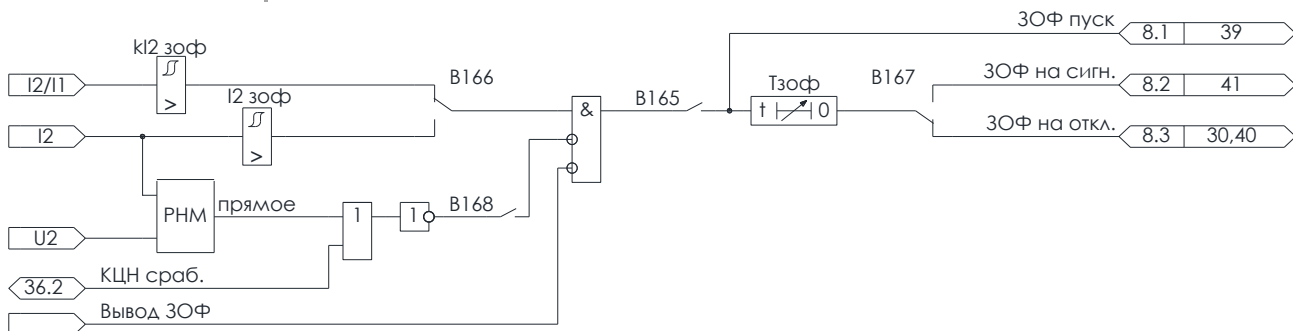 ЗОФ пуск
8.1 39
kI2 зоф
I2/I1
>
B166
B167
ЗОФ на сигн.
8.2 41
I2 зоф
Tзоф
&
B165
t 0
I2
>
ЗОФ на откл.
8.3 30,40
РНМ
прямое
1
1
B168
U2
КЦН сраб.
36.2
Вывод ЗОФ